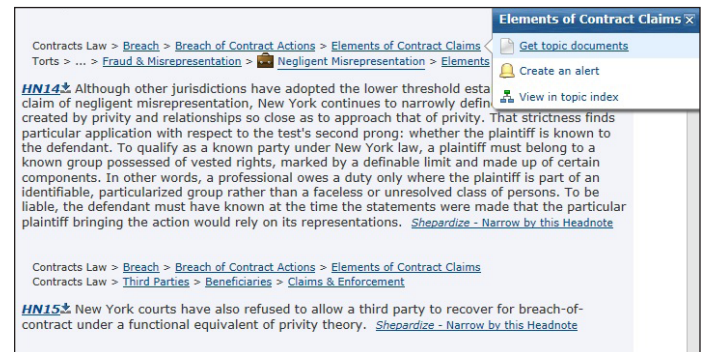 Elements of Contract Claims
Contracts Law > Breach > Breach of Contract Actions > Elements of Contract Claims
Get topic documents
Torts > ... > Fraud & Misrepresentation > Negligent Misrepresentation > Elements
Create an alert
View in topic index
HN14 Although other jurisdictions have adopted the lower threshold esta
claim of negligent misrepresentation, New York continues to narrowly defin
created by privity and relationships so close as to approach that of privity. That strictness finds
particular application with respect to the test's second prong: whether the plaintiff is known to
the defendant. To qualify as a known party under New York law, a plaintiff must belong to a
known group possessed of vested rights, marked by a definable limit and made up of certain
components. In other words, a professional owes a duty only where the plaintiff is part of an
identifiable, particularized group rather than a faceless or unresolved class of persons. To be
liable, the defendant must have known at the time the statements were made that the particular
plaintiff bringing the action would rely on its representations. Shepardize - Narrow by this Headnote
Contracts Law > Breach > Breach of Contract Actions > Elements of Contract Claims
Contracts Law > Third Parties > Beneficiaries > Claims & Enforcement
HN15 New York courts have also refused to allow a third party to recover for breach-of-
contract under a functional equivalent of privity theory. Shepardize - Narrow by this Headnote